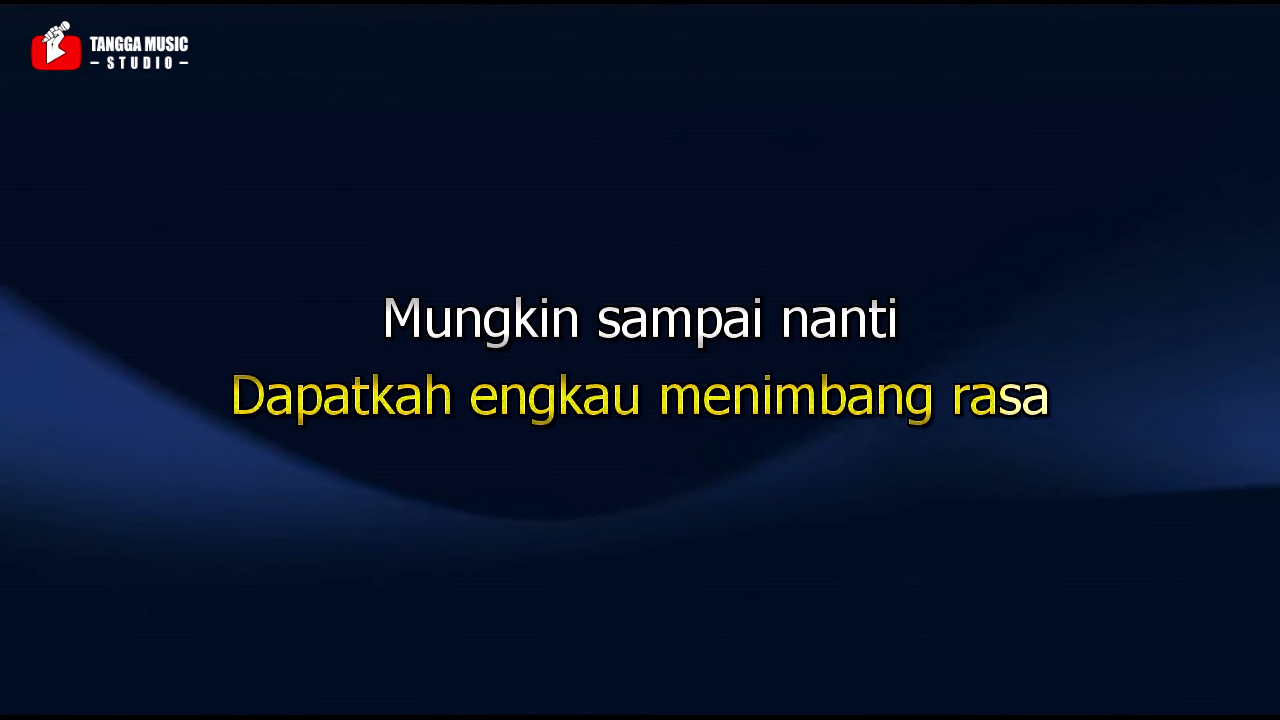 TANGGA MUSIC
– STUDIO –
Mungkin sampai nanti
Dapatkah engkau menimbang rasa